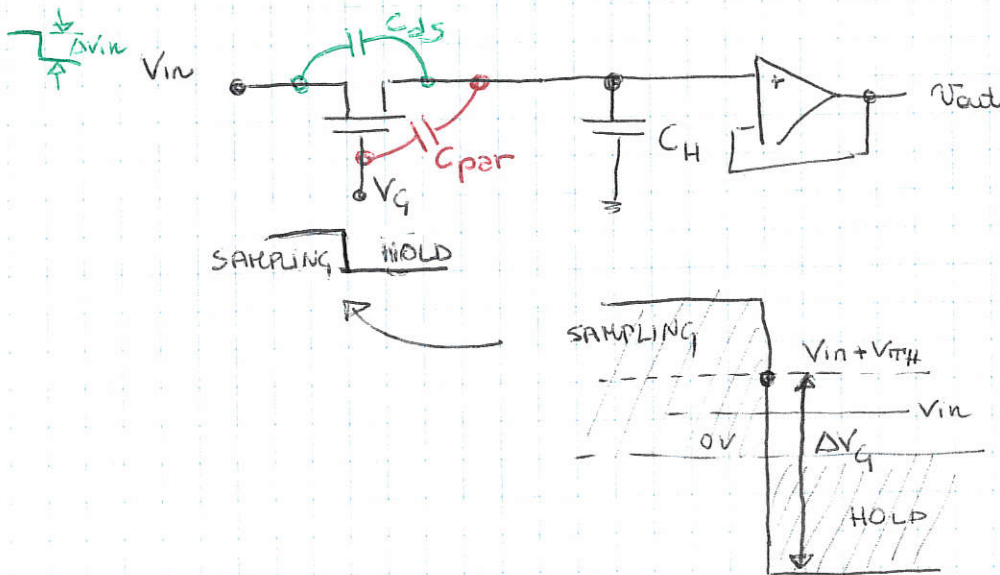 Cds
ΔVin
Vin
+
-
Vout
Cpar
CH
VG
SAMPLING HOLD
SAMPLING
Vin+VTH
Vin
0V
ΔVG
HOLD